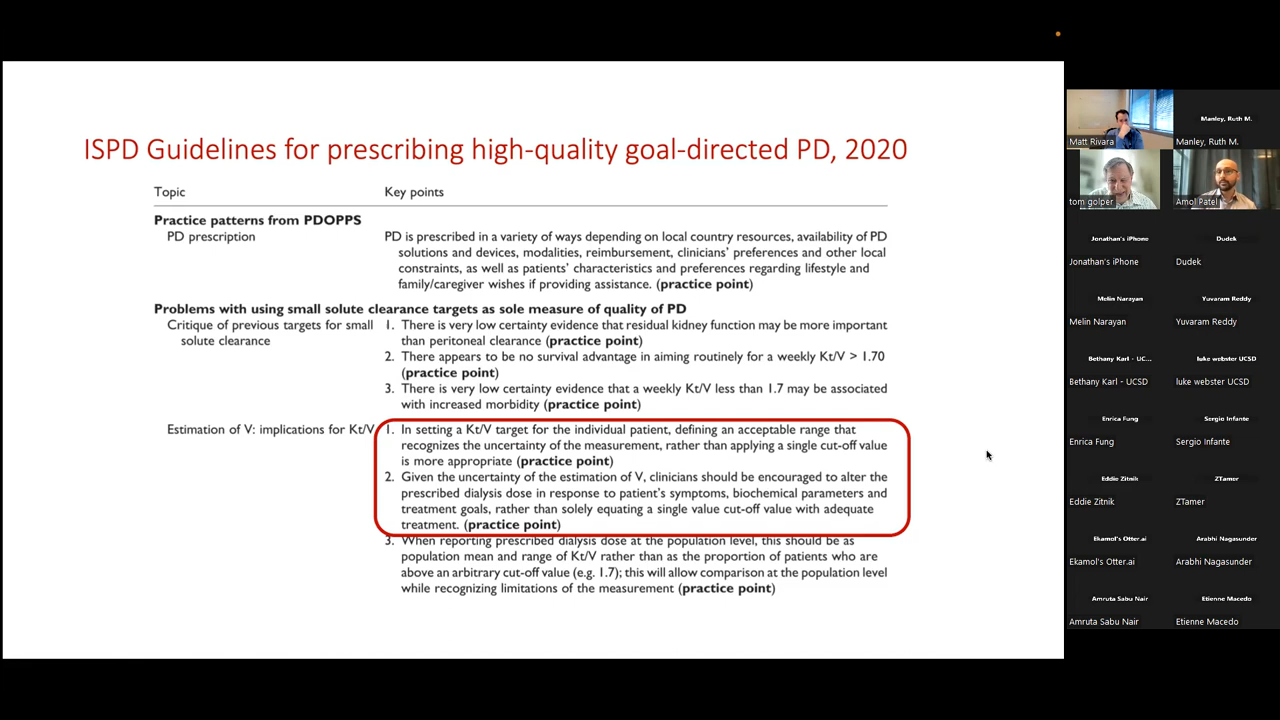 ISPD Guidelines for prescribing high-quality goal-directed PD, 2020
Topic Key points
Practice patterns from PDOPPS
PD prescription PD is prescribed in a variety of ways depending on local country resources, availability of PD
solutions and devices, modalities, reimbursement, clinicians' preferences and other local
constraints, as well as patients' characteristics and preferences regarding lifestyle and
family/caregiver wishes if providing assistance. (practice point)
Problems with using small solute clearance targets as sole measure of quality of PD
Critique of previous targets for small 1. There is very low certainty evidence that residual kidney function may be more important
solute clearance than peritoneal clearance (practice point)
2. There appears to be no survival advantage in aiming routinely for a weekly Kt/V > 1.70
(practice point)
3. There is very low certainty evidence that a weekly Kt/V less than 1.7 may be associated
with increased morbidity (practice point)
Estimation of V: implications for Kt/V 1. In setting a Kt/V target for the individual patient, defining an acceptable range that
recognizes the uncertainty of the measurement, rather than applying a single cut-off value
is more appropriate (practice point)
2. Given the uncertainty of the estimation of V, clinicians should be encouraged to alter the
prescribed dialysis dose in response to patient's symptoms, biochemical parameters and
treatment goals, rather than solely equating a single value cut-off value with adequate
treatment. (practice point)
3. When reporting prescribed dialysis dose at the population level, this should be as
population mean and range of Kt/V rather than as the proportion of patients who are
above an arbitrary cut-off value (e.g. 1.7); this will allow comparison at the population level
while recognizing limitations of the measurement (practice point)
Manley, Ruth M.
Matt Rivara Manley, Ruth M.
tom golper Amol Patel
Jonathan's iPhone Dudek
Jonathan's iPhone Dudek
Melin Narayan Yuvaram Reddy
Melin Narayan Yuvaram Reddy
Bethany Karl - UC... luke webster UCSD
Bethany Karl - UCSD luke webster UCSD
Enrica Fung Sergio Infante
Enrica Fung Sergio Infante
Eddie Zitnik ZTamer
Eddie Zitnik ZTamer
Ekamol's Otter.ai Arabhi Nagasunder
Ekamol's Otter.ai Arabhi Nagasunder
Amruta Sabu Nair Etienne Macedo
Amruta Sabu Nair Etienne Macedo